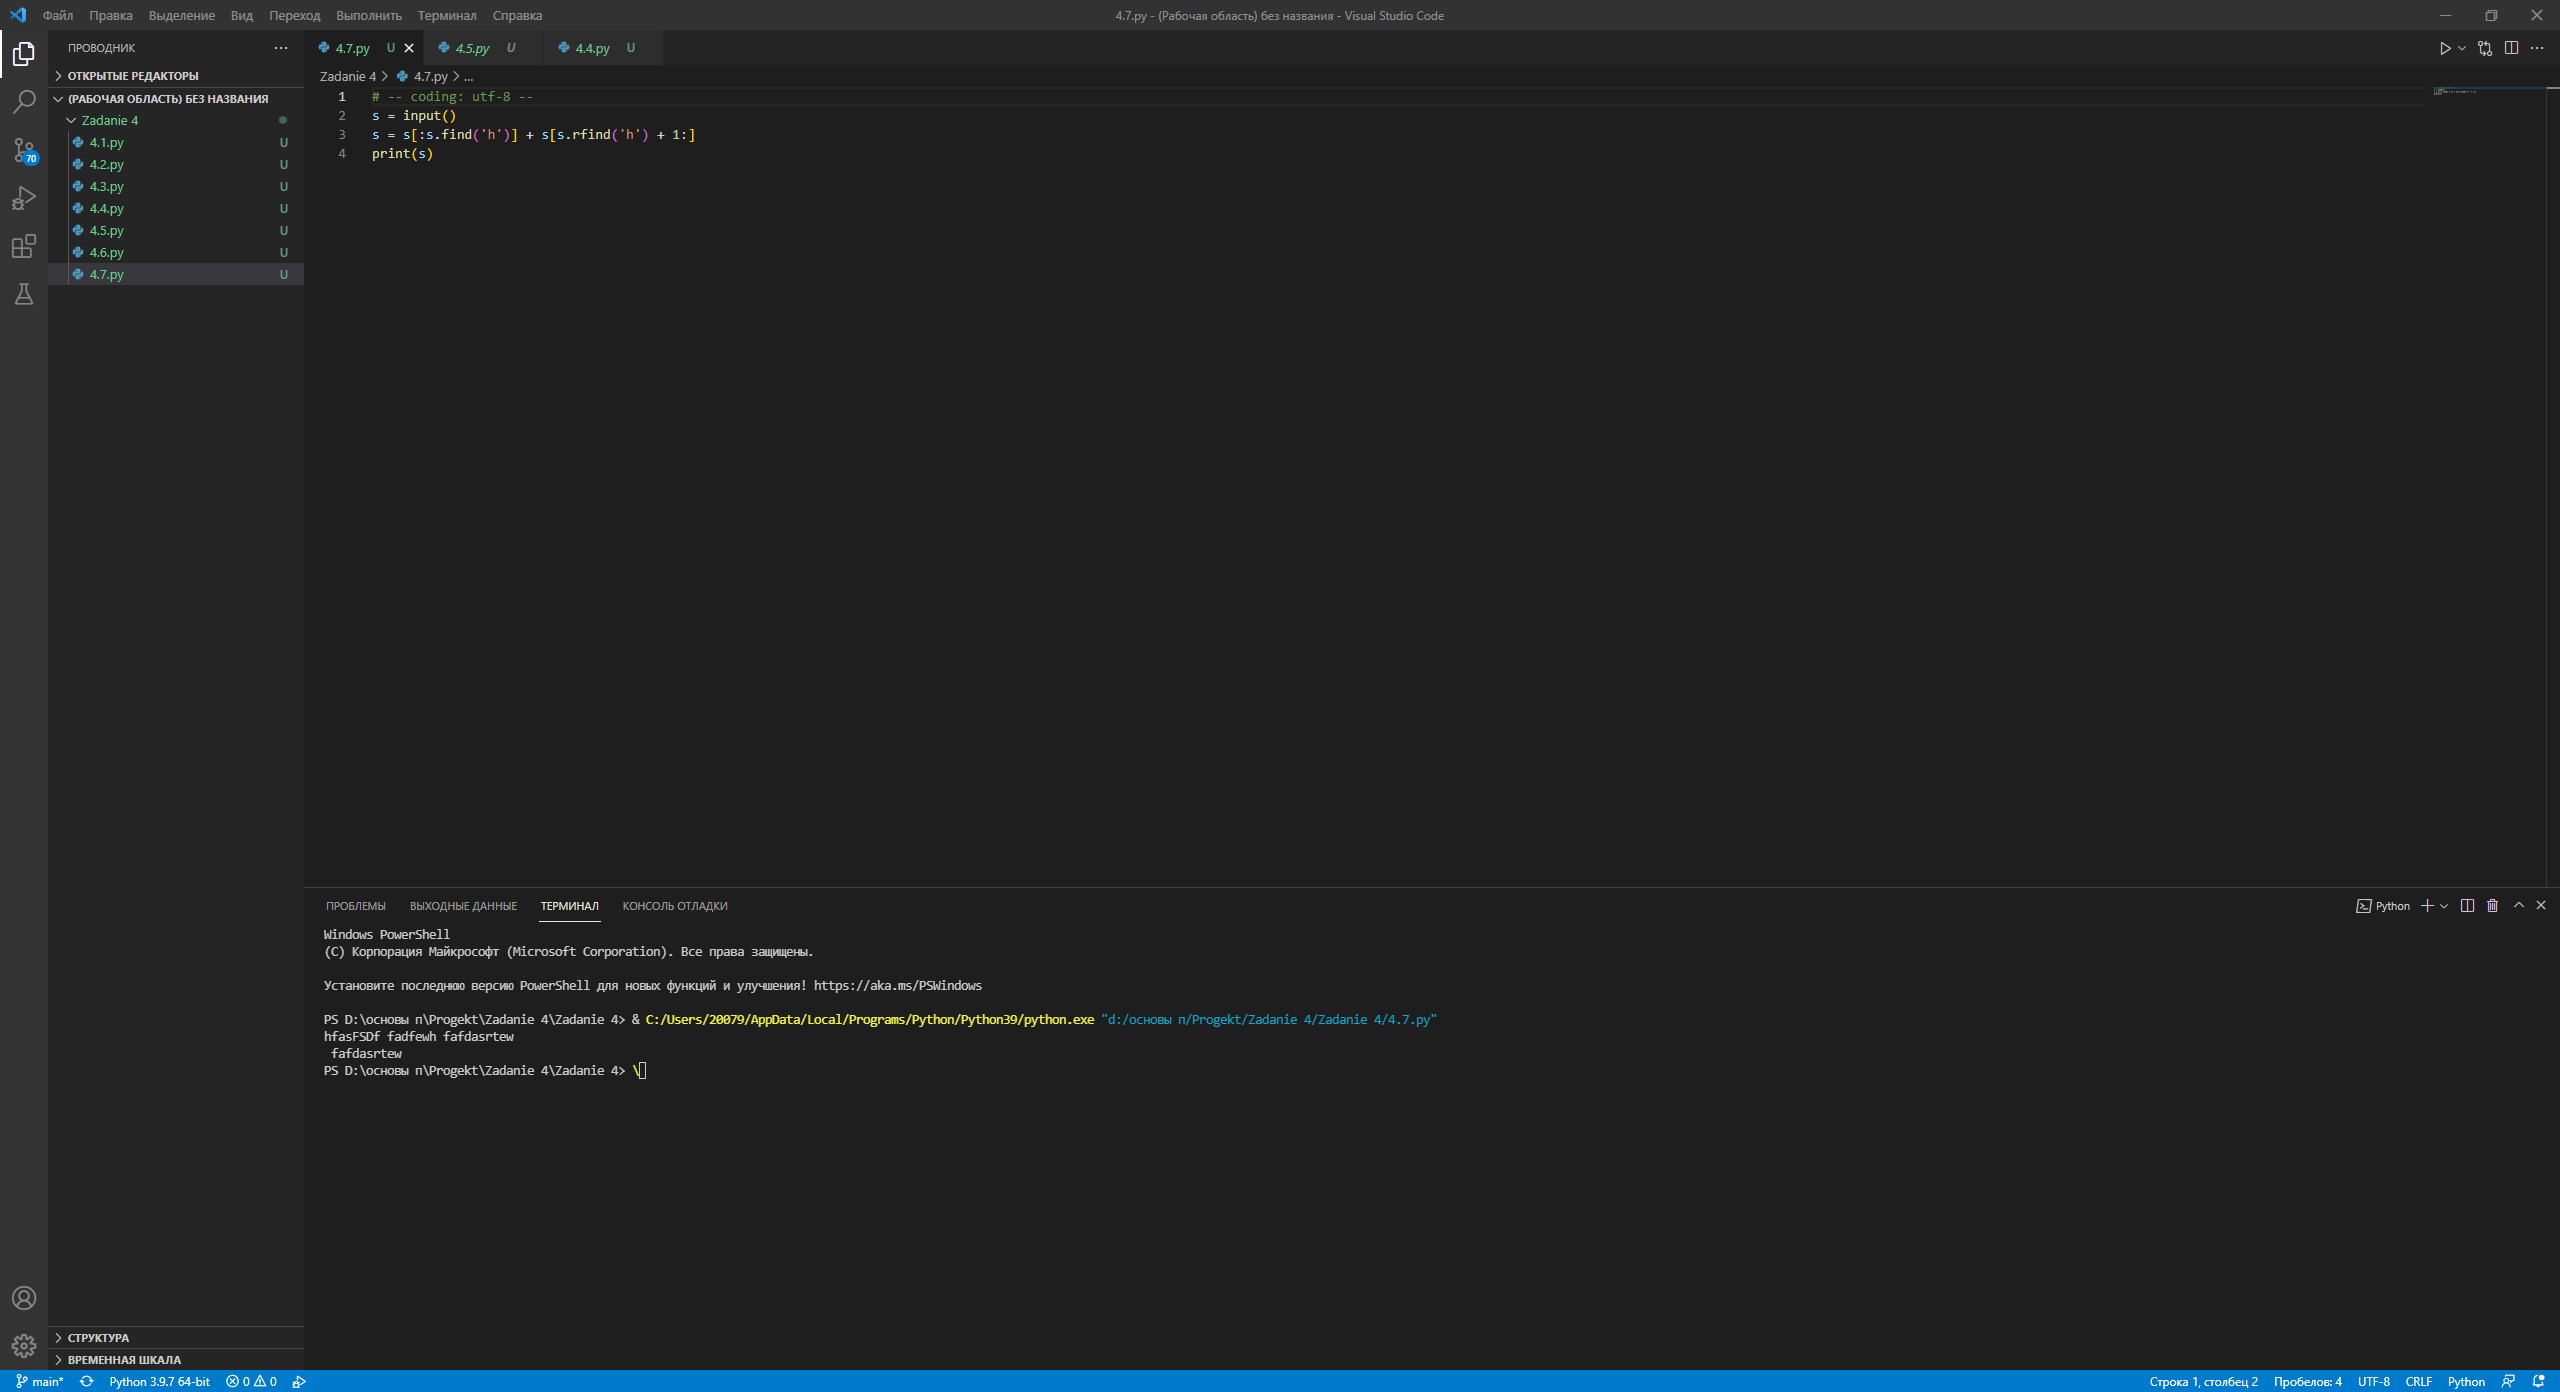 Файл Правка Выделение Вид Переход Выполнить Терминал Справка
4.7.py - (Рабочая область) без названия - Visual Studio Code
ПРОВОДНИК
ОТКРЫТЫЕ РЕДАКТОРЫ
(РАБОЧАЯ ОБЛАСТЬ) БЕЗ НАЗВАНИЯ
Zadanie 4
4.1.py U
4.2.py U
4.3.py U
4.4.py U
4.5.py U
4.6.py U
4.7.py U
70
СТРУКТУРА
ВРЕМЕННАЯ ШКАЛА
4.7.py U 4.5.py U 4.4.py U
Zadanie 4 > 4.7.py > ...
1 # -- coding: utf-8 --
2 s = input()
3 s = s[:s.find('h')] + s[s.rfind('h') + 1:]
4 print(s)
ПРОБЛЕМЫ ВЫХОДНЫЕ ДАННЫЕ ТЕРМИНАЛ КОНСОЛЬ ОТЛАДКИ
Python
Windows PowerShell
(C) Корпорация Майкрософт (Microsoft Corporation). Все права защищены.
Установите последнюю версию PowerShell для новых функций и улучшения! https://aka.ms/PSWindows
PS D:\основы п\Progekt\Zadanie 4\Zadanie 4> & C:/Users/20079/AppData/Local/Programs/Python/Python39/python.exe "d:/основы п/Progekt/Zadanie 4/Zadanie 4/4.7.py"
hfasFSDf fadfewh fafdasrtew
 fafdasrtew
PS D:\основы п\Progekt\Zadanie 4\Zadanie 4> \
main* Python 3.9.7 64-bit 0 0
Строка 1, столбец 2 Пробелов: 4 UTF-8 CRLF Python